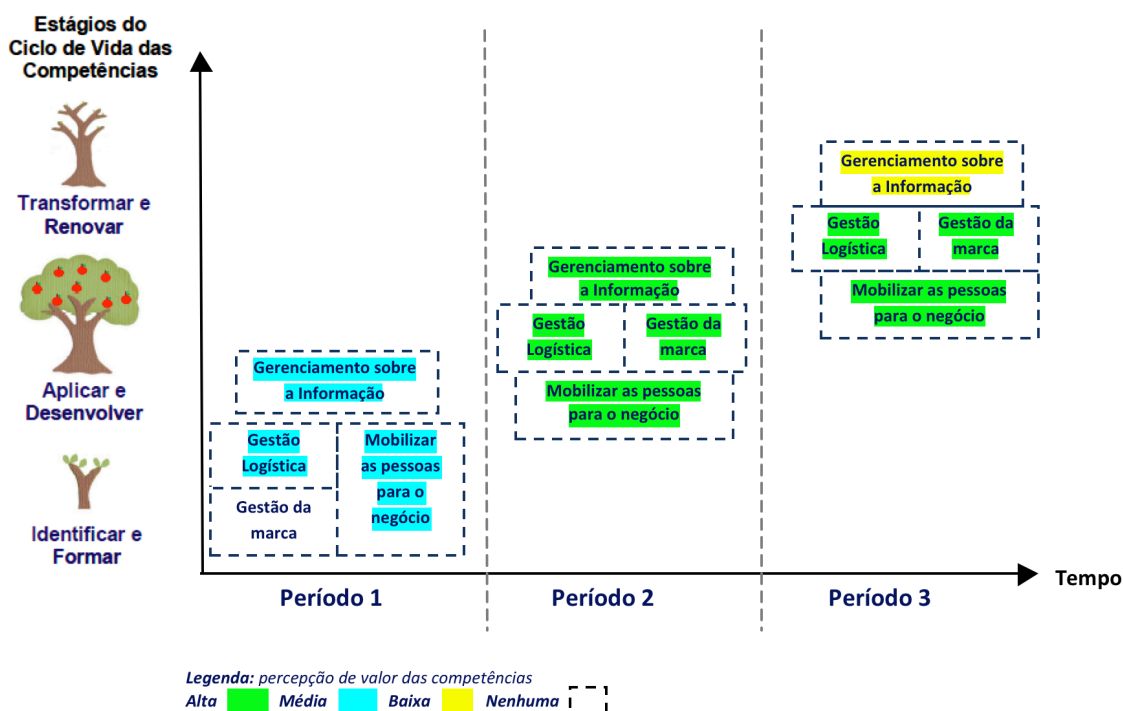 Estágios do
Ciclo de Vida das
Competências
Transformar e
Renovar
Aplicar e
Desenvolver
Identificar e
Formar
Gerenciamento sobre
a Informação
Gestão
Logística
Mobilizar
as pessoas
para o
negócio
Gestão da
marca
Gerenciamento sobre
a Informação
Gestão
Logística
Gestão da
marca
Mobilizar as pessoas
para o negócio
Gerenciamento sobre
a Informação
Gestão
Logística
Gestão da
marca
Mobilizar as pessoas
para o negócio
Período 1
Período 2
Período 3
Tempo
Legenda: percepção de valor das competências
Alta Média Baixa Nenhuma